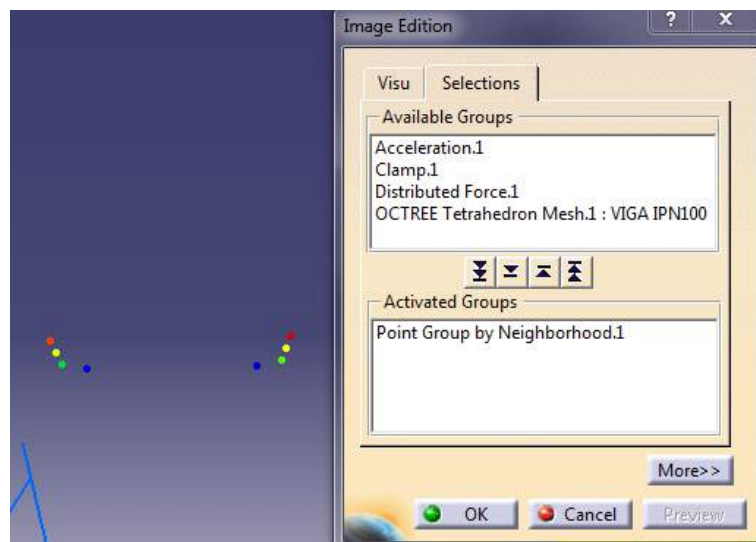 Image Edition
? X
Visu Selections
Available Groups
Acceleration.1
Clamp.1
Distributed Force.1
OCTREE Tetrahedron Mesh.1 : VIGA IPN100
Activated Groups
Point Group by Neighborhood.1
More>>
OK Cancel Preview